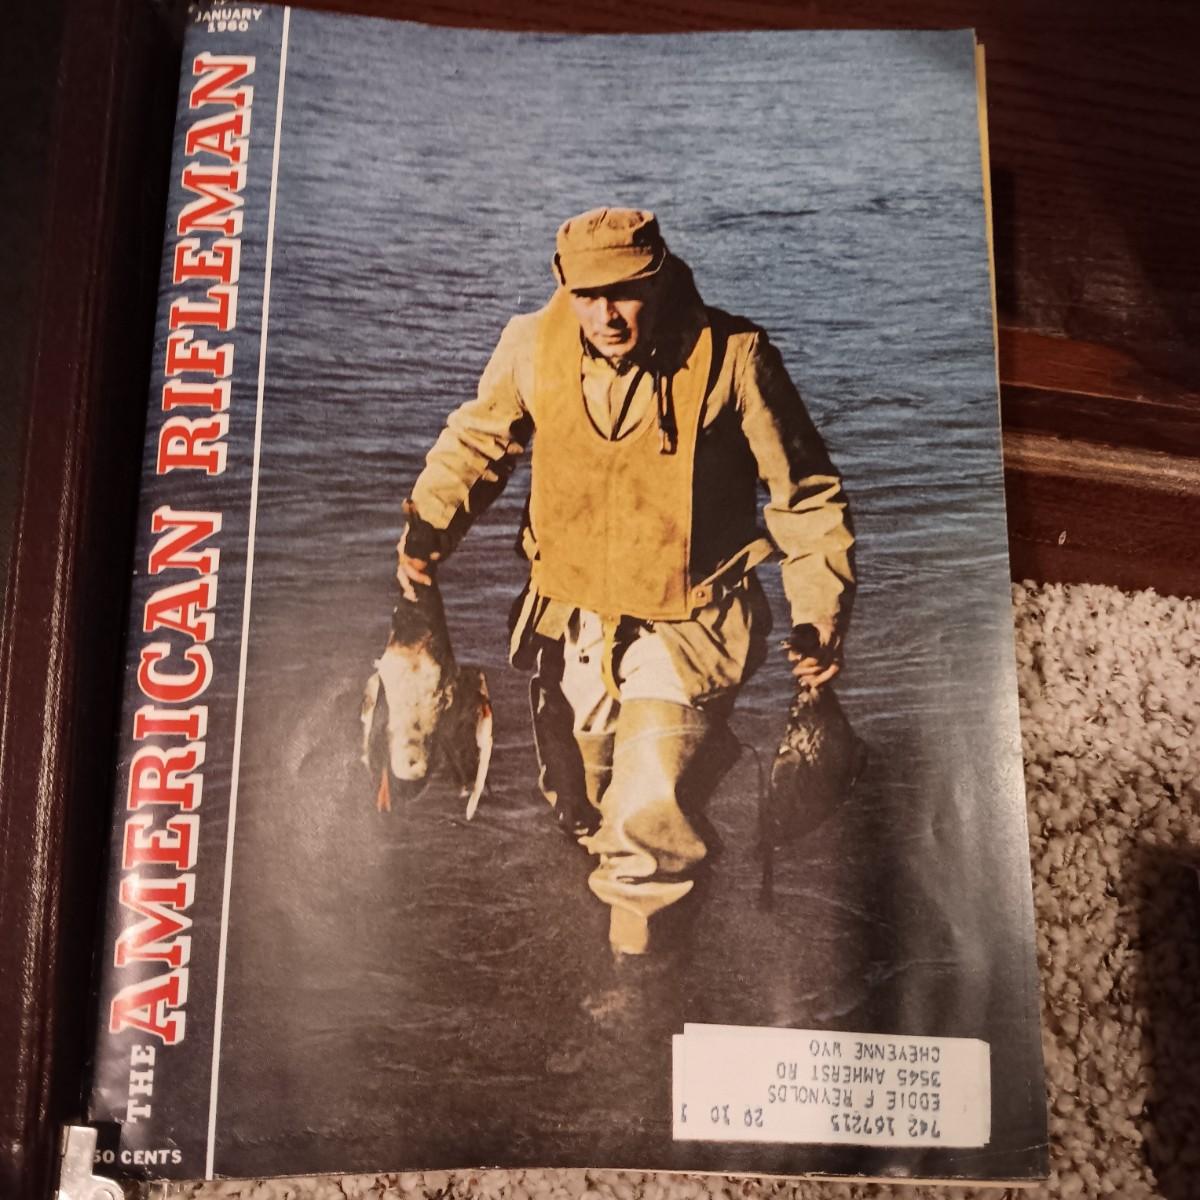 JANUARY
1960
THE AMERICAN RIFLEMAN
50 CENTS
742 167215 20 10 1
EDDIE F REYNOLDS
3545 AMHERST RD
CHEYENNE WYO